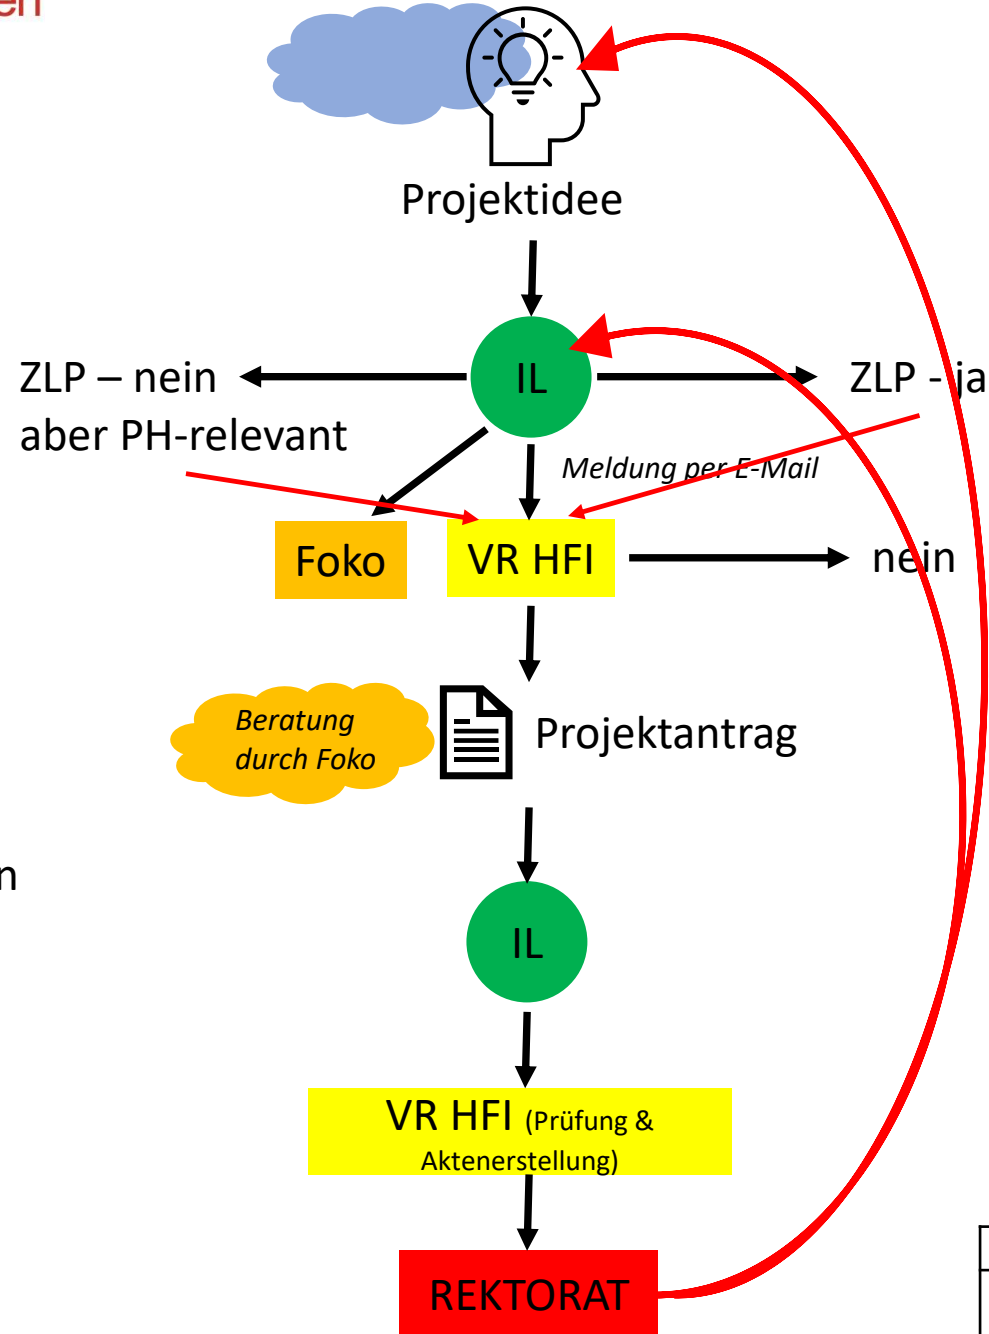 Projektidee
IL
ZLP – nein
aber PH-relevant
ZLP - ja
Meldung per E-Mail
Foko
VR HFI
nein
Beratung
durch Foko
Projektantrag
n
IL
VR HFI (Prüfung &
Aktenerstellung)
REKTORAT